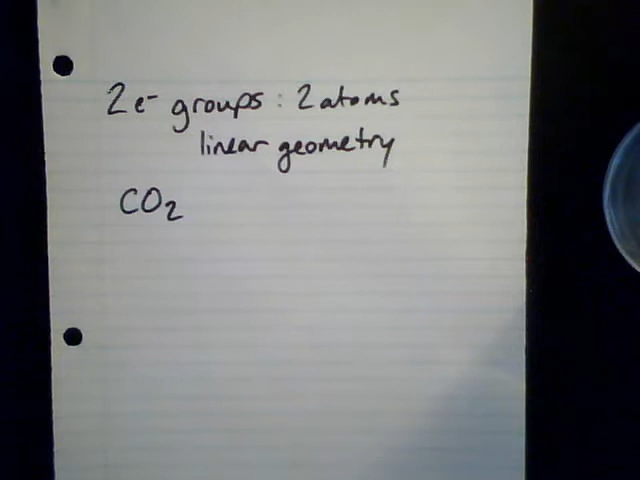 2e⁻ groups : 2 atoms
linear geometry
CO₂